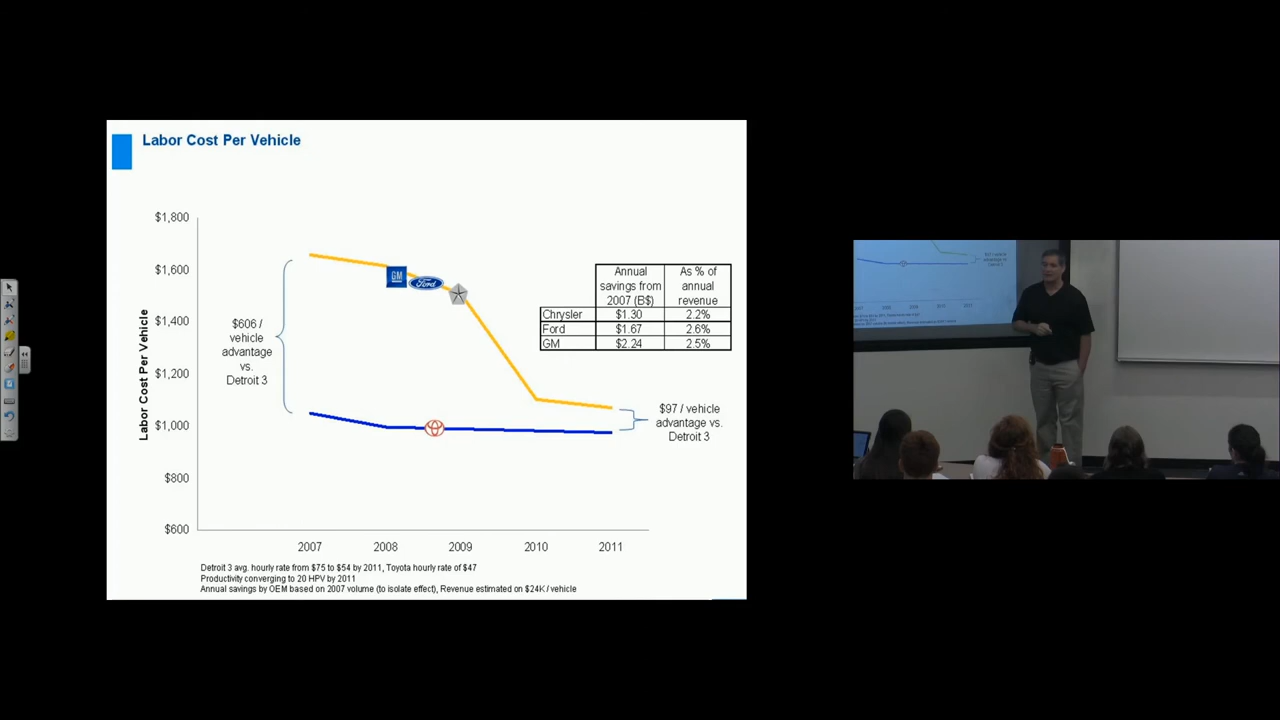 Labor Cost Per Vehicle
$1,800
$1,600
$1,400
$1,200
$1,000
$800
$600
Labor Cost Per Vehicle
$606 /
vehicle
advantage
vs.
Detroit 3
GM
Ford
Annual savings from 2007 (B$) As % of annual revenue
Chrysler $1.30 2.2%
Ford $1.67 2.6%
GM $2.24 2.5%
$97 / vehicle
advantage vs.
Detroit 3
2007 2008 2009 2010 2011
Detroit 3 avg. hourly rate from $75 to $54 by 2011, Toyota hourly rate of $47
Productivity converging to 20 HPV by 2011
Annual savings by OEM based on 2007 volume (to isolate effect), Revenue estimated on $24K / vehicle